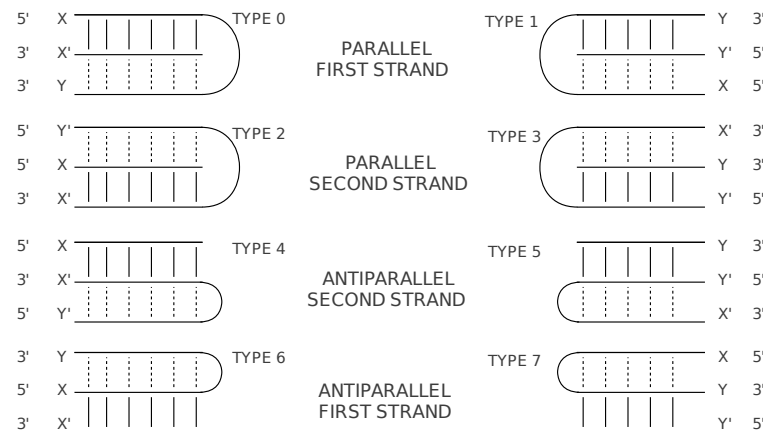 5' X TYPE 0 TYPE 1 Y 3'
PARALLEL
3' X' Y' 5'
FIRST STRAND
3' Y X 5'
5' Y' TYPE 2 TYPE 3 X' 3'
PARALLEL
5' X Y 3'
SECOND STRAND
3' X' Y' 5'
5' X TYPE 4 TYPE 5 Y 3'
ANTIPARALLEL
3' X' Y' 5'
SECOND STRAND
5' Y' X' 3'
3' Y TYPE 6 TYPE 7 X 5'
ANTIPARALLEL
5' X Y 3'
FIRST STRAND
3' X' Y' 5'